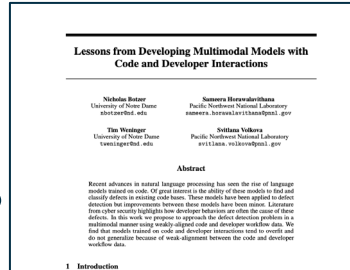 Lessons from Developing Multimodal Models with
Code and Developer Interactions
Nicholas Botzer
University of Notre Dame
nbotzer@nd.edu
Sameera Horawalavithana
Pacific Northwest National Laboratory
sameera.horawalavithana@pnnl.gov
Tim Weninger
University of Notre Dame
tweninger@nd.edu
Svitlana Volkova
Pacific Northwest National Laboratory
svitlana.volkova@pnnl.gov
Abstract
Recent advances in natural language processing has seen the rise of language
models trained on code. Of great interest is the ability of these models to find and
classify defects in existing code bases. These models have been applied to defect
detection but improvements between these models have been minor. Literature
from cyber security highlights how developer behaviors are often the cause of these
defects. In this work we propose to approach the defect detection problem in a
multimodal manner using weakly-aligned code and developer workflow data. We
find that models trained on code and developer interactions tend to overfit and
do not generalize because of weak-alignment between the code and developer
workflow data.
1 Introduction